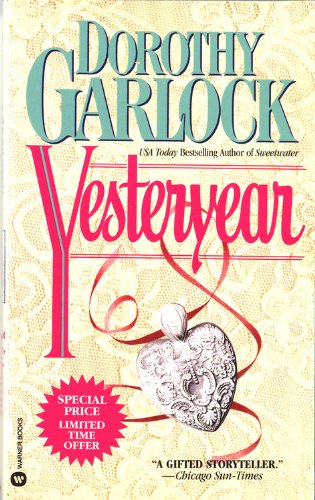 DOROTHY
GARLOCK
USA Today Bestselling Author of Sweetwater
Yesteryear
SPECIAL
PRICE
LIMITED
TIME
OFFER
WARNER BOOKS
"A GIFTED STORYTELLER."
—Chicago Sun-Times